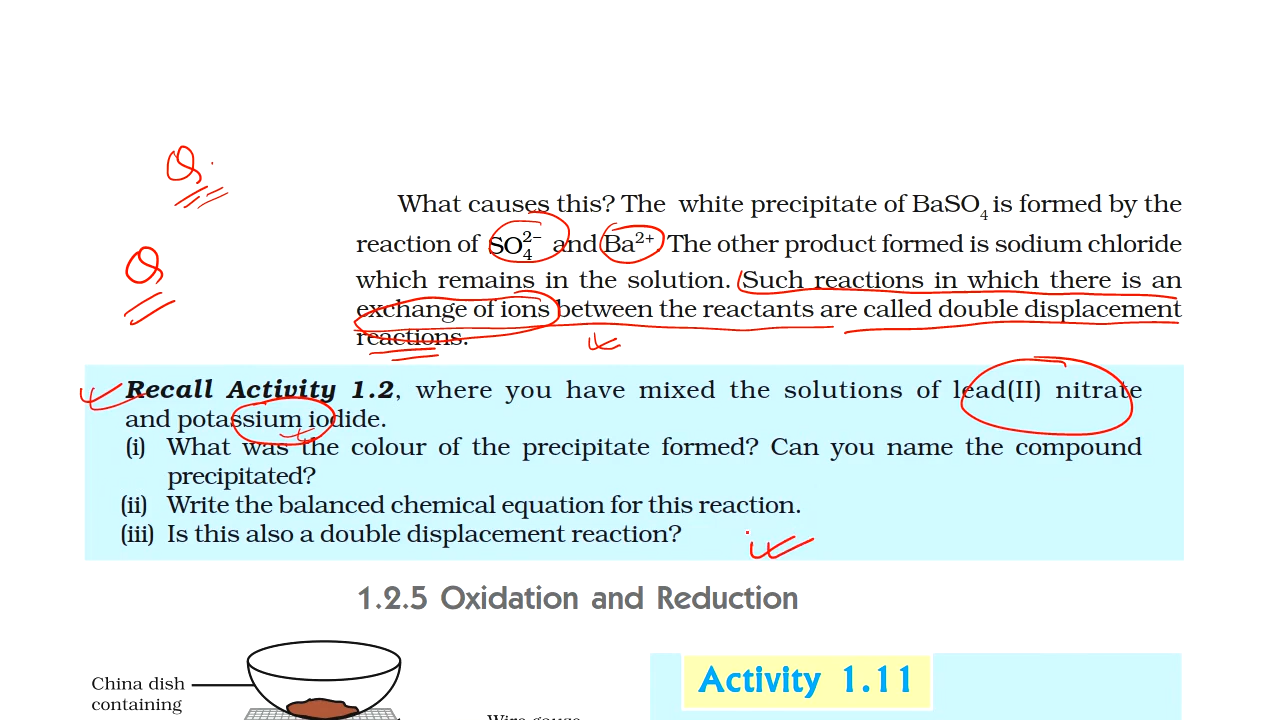 Q.
What causes this? The white precipitate of BaSO4 is formed by the
reaction of SO4^2– and Ba^2+. The other product formed is sodium chloride
Q
which remains in the solution. Such reactions in which there is an
exchange of ions between the reactants are called double displacement
reactions.
Recall Activity 1.2, where you have mixed the solutions of lead(II) nitrate
and potassium iodide.
(i) What was the colour of the precipitate formed? Can you name the compound
precipitated?
(ii) Write the balanced chemical equation for this reaction.
(iii) Is this also a double displacement reaction?
1.2.5 Oxidation and Reduction
China dish
containing
Activity 1.11